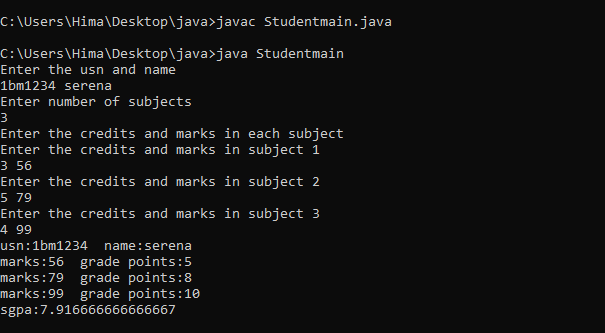 C:\Users\Hima\Desktop\java>javac Studentmain.java
C:\Users\Hima\Desktop\java>java Studentmain
Enter the usn and name
1bm1234 serena
Enter number of subjects
3
Enter the credits and marks in each subject
Enter the credits and marks in subject 1
3 56
Enter the credits and marks in subject 2
5 79
Enter the credits and marks in subject 3
4 99
usn:1bm1234  name:serena
marks:56  grade points:5
marks:79  grade points:8
marks:99  grade points:10
sgpa:7.916666666666667